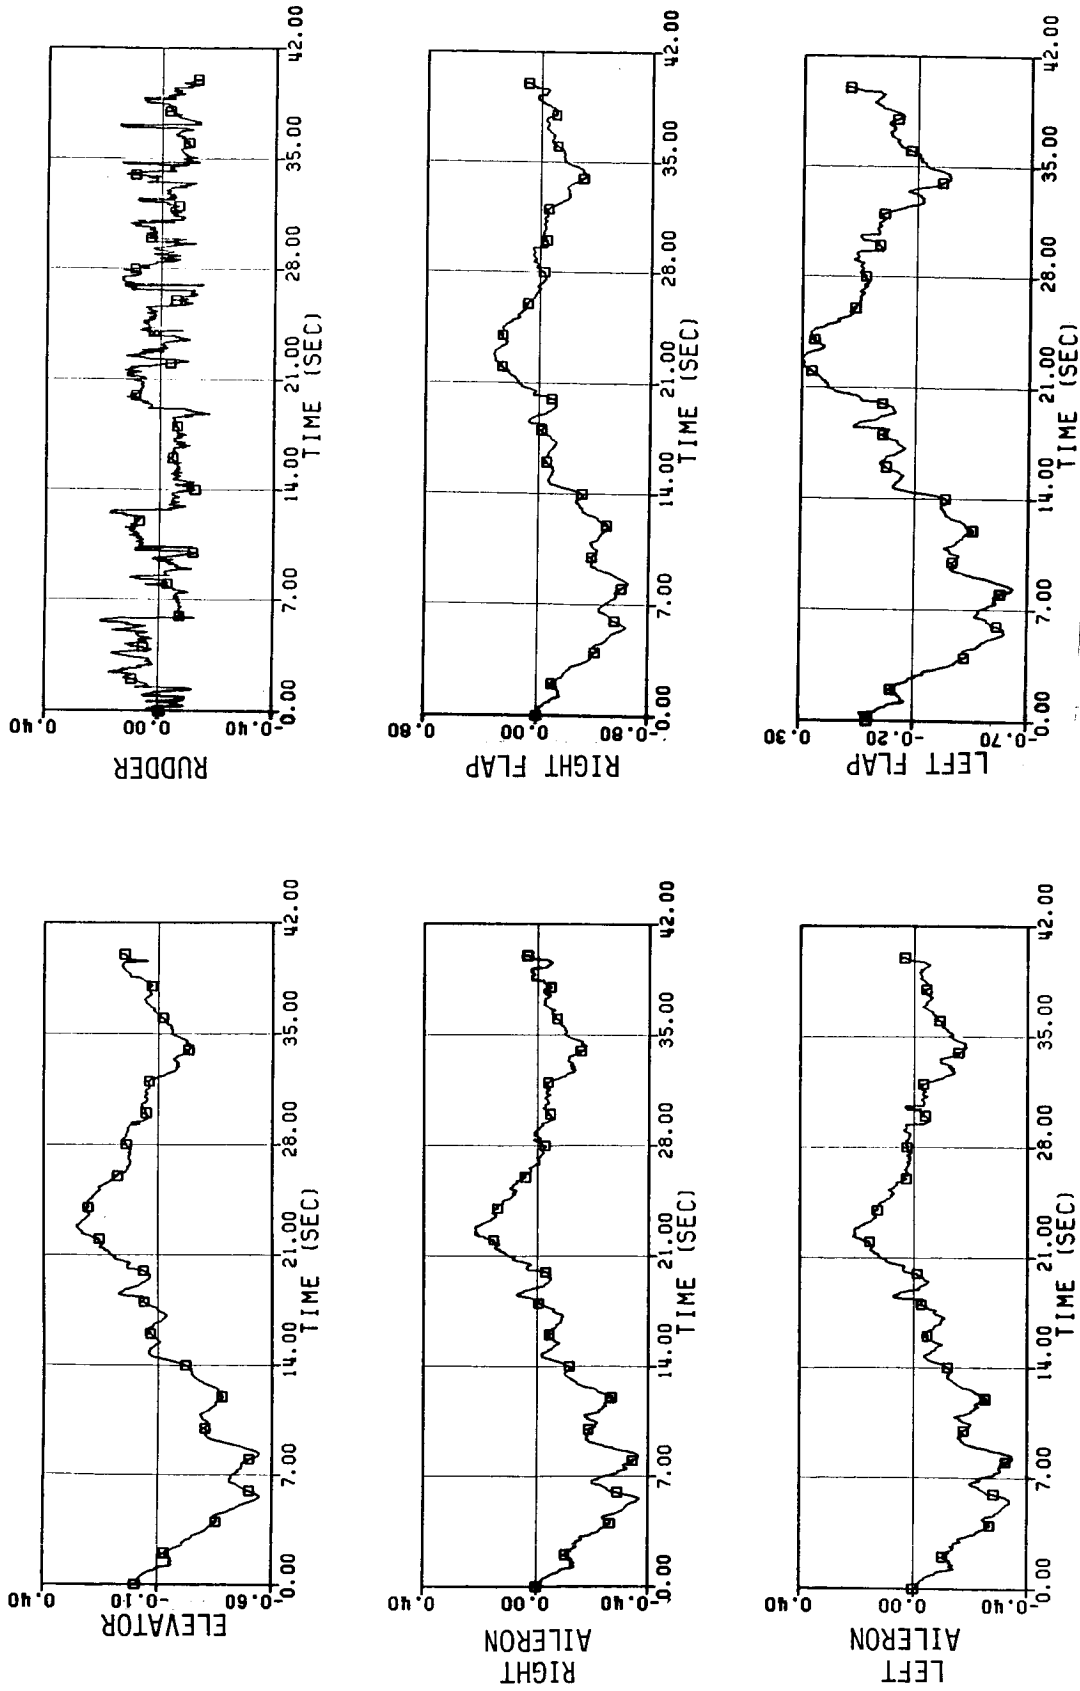 ELEVATOR
0.40
-0.10
-0.60
0.00 7.00 14.00 21.00 28.00 35.00 42.00
TIME (SEC)
RUDDER
0.40
0.00
-0.40
0.00 7.00 14.00 21.00 28.00 35.00 42.00
TIME (SEC)
RIGHT
AILERON
0.40
0.00
-0.40
0.00 7.00 14.00 21.00 28.00 35.00 42.00
TIME (SEC)
RIGHT FLAP
0.80
0.00
-0.80
0.00 7.00 14.00 21.00 28.00 35.00 42.00
TIME (SEC)
LEFT
AILERON
0.40
0.00
-0.40
0.00 7.00 14.00 21.00 28.00 35.00 42.00
TIME (SEC)
LEFT FLAP
0.30
-0.20
-0.70
0.00 7.00 14.00 21.00 28.00 35.00 42.00
TIME (SEC)